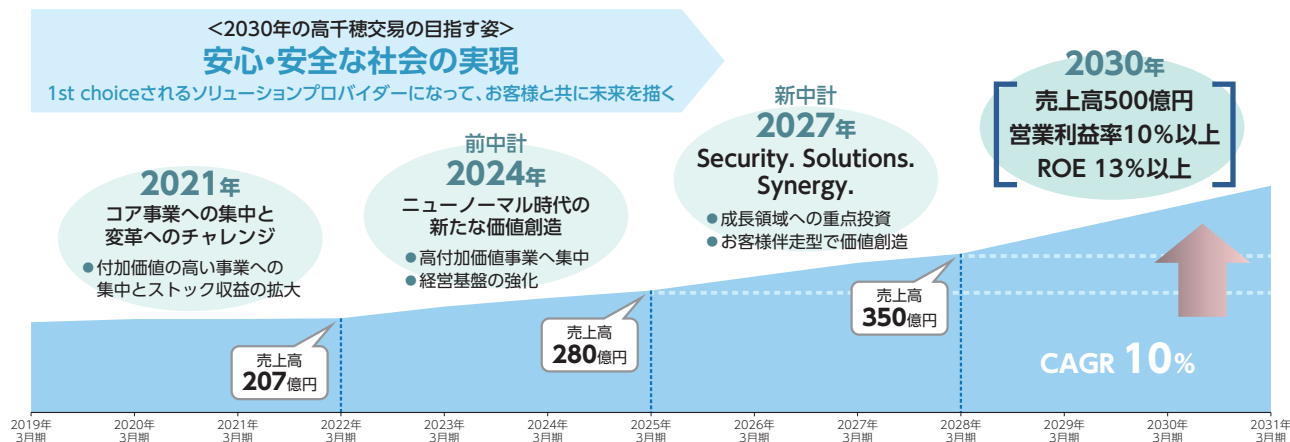 <2030年の高千穂交易の目指す姿>
安心・安全な社会の実現
1st choiceされるソリューションプロバイダーになって、お客様と共に未来を描く
2021年
コア事業への集中と
変革へのチャレンジ
●付加価値の高い事業への
集中とストック収益の拡大
前中計
2024年
ニューノーマル時代の
新たな価値創造
●高付加価値事業へ集中
●経営基盤の強化
新中計
2027年
Security. Solutions.
Synergy.
●成長領域への重点投資
●お客様伴走型で価値創造
2030年
売上高500億円
営業利益率10%以上
ROE 13%以上
売上高
207億円
売上高
280億円
売上高
350億円
CAGR 10%
2019年
3月期
2020年
3月期
2021年
3月期
2022年
3月期
2023年
3月期
2024年
3月期
2025年
3月期
2026年
3月期
2027年
3月期
2028年
3月期
2029年
3月期
2030年
3月期
2031年
3月期